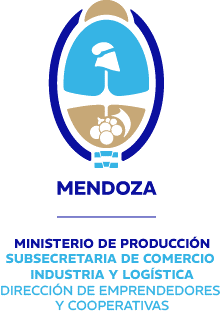 MENDOZA
MINISTERIO DE PRODUCCIÓN
SUBSECRETARIA DE COMERCIO
INDUSTRIA Y LOGÍSTICA
DIRECCIÓN DE EMPRENDEDORES
Y COOPERATIVAS